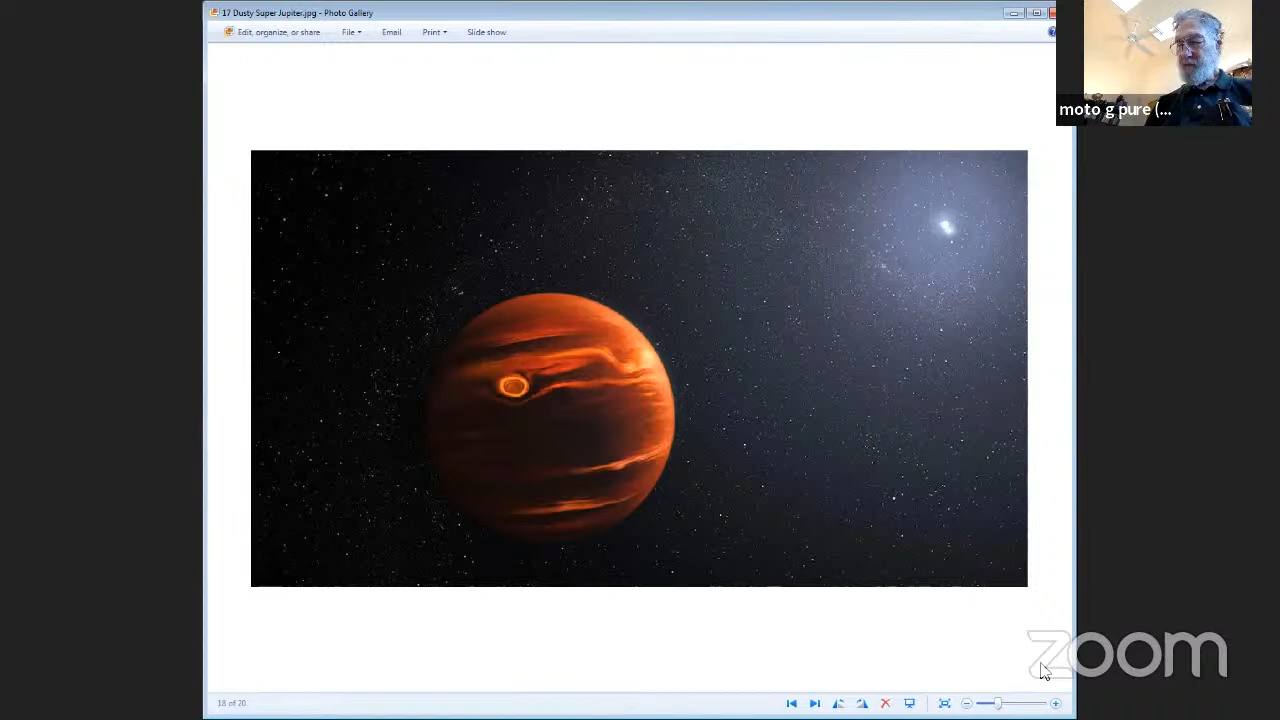 17 Dusty Super Jupiter.jpg - Photo Gallery
Edit, organize, or share File Email Print Slide show
moto g pure (...
zoom
18 of 20